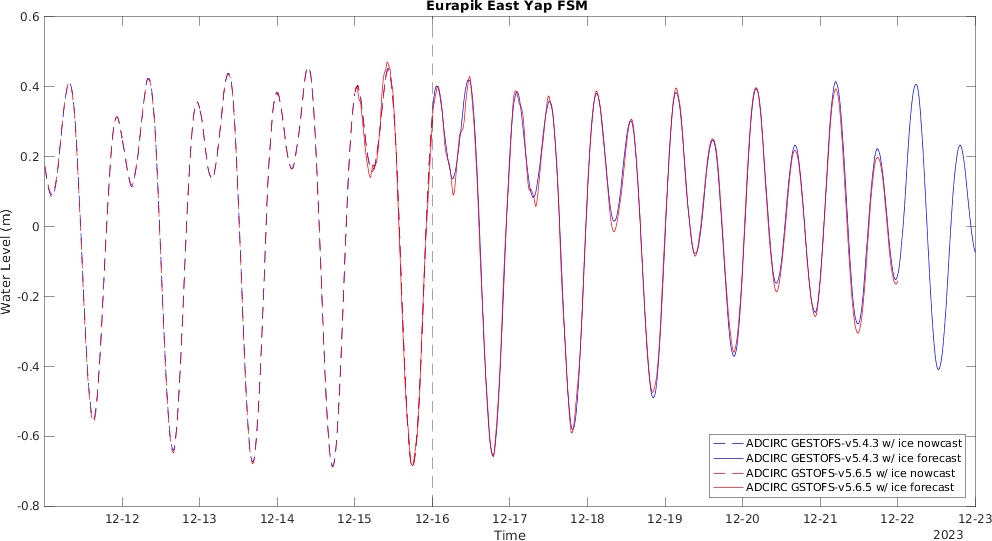 Eurapik East Yap FSM
0.6
0.4
0.2
0
-0.2
-0.4
-0.6
-0.8
Water Level (m)
ADCIRC GESTOFS-v5.4.3 w/ ice nowcast
ADCIRC GESTOFS-v5.4.3 w/ ice forecast
ADCIRC GSTOFS-v5.6.5 w/ ice nowcast
ADCIRC GSTOFS-v5.6.5 w/ ice forecast
12-12 12-13 12-14 12-15 12-16 12-17 12-18 12-19 12-20 12-21 12-22 12-23
Time
2023